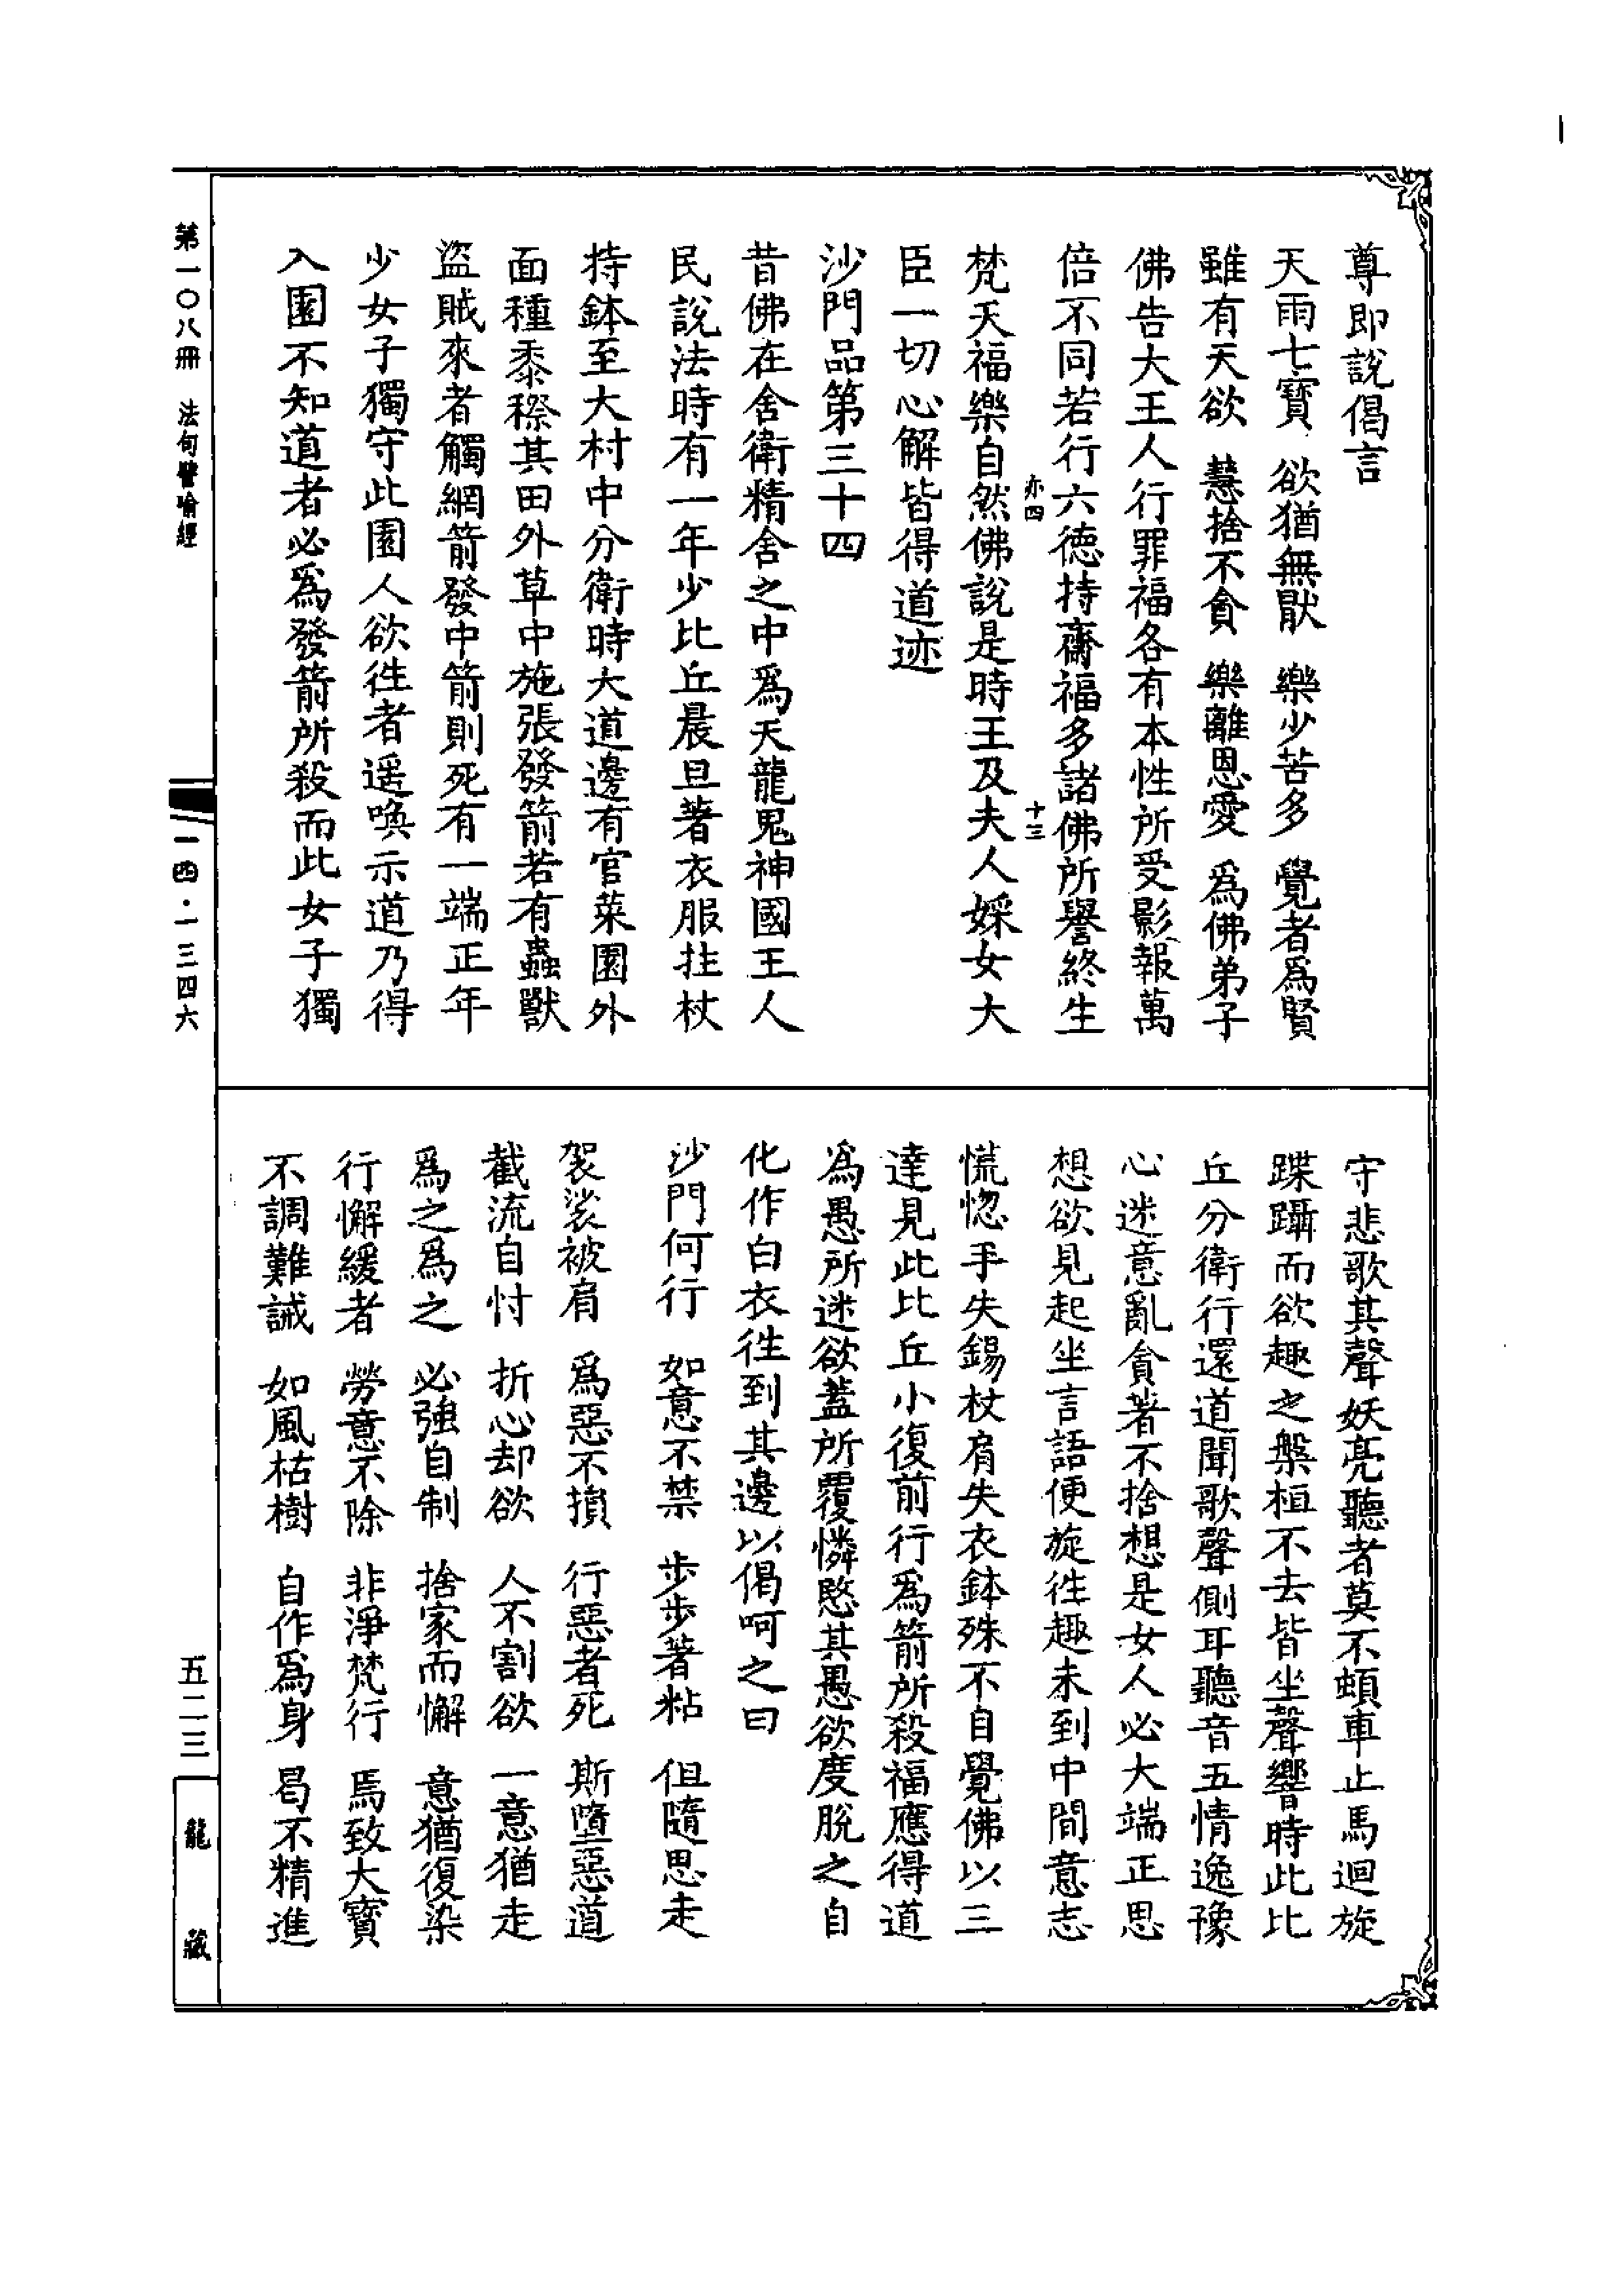 尊即說偈言
天雨七寶　欲猶無猒　樂少苦多　覺者爲賢
雖有天欲　慧捨不貪　樂離恩愛　爲佛弟子
佛告大王人行罪福各有本性所受影報萬
倍不同若行六德持齋福多諸佛所譽終生
亦四　十三
梵天福樂自然佛說是時王及夫人婇女大
臣一切心解皆得道迹
沙門品第三十四
昔佛在舍衛精舍之中爲天龍鬼神國王人
民說法時有一年少比丘晨旦著衣服拄杖
持鉢至大村中分衛時大道邊有官菜園外
面種黍穄其田外草中施張發箭若有蟲獸
盜賊來者觸網箭發中箭則死有一端正年
少女子獨守此園人欲徃者遥喚示道乃得
入園不知道者必爲發箭所殺而此女子獨
守悲歌其聲妖亮聽者莫不頓車止馬迴旋
蹀躡而欲趣之槃桓不去皆坐聲響時此比
丘分衛行還道聞歌聲側耳聽音五情逸豫
心迷意亂貪著不捨想是女人必大端正思
想欲見起坐言語便旋徃趣未到中間意志
慌惚手失錫杖肩失衣鉢殊不自覺佛以三
達見此比丘小復前行爲箭所殺福應得道
爲愚所迷欲蓋所覆憐愍其愚欲度脫之自
化作白衣徃到其邊以偈呵之曰
沙門何行　如意不禁　步步著粘　但隨思走
袈裟被肩　爲惡不損　行惡者死　斯墮惡道
截流自忖　折心却欲　人不割欲　一意猶走
爲之爲之　必強自制　捨家而懈　意猶復染
行懈緩者　勞意不除　非淨梵行　焉致大寶
不調難誡　如風枯樹　自作爲身　曷不精進
第一〇八冊　法句譬喻經
一四・一三四六
五二三
龍藏